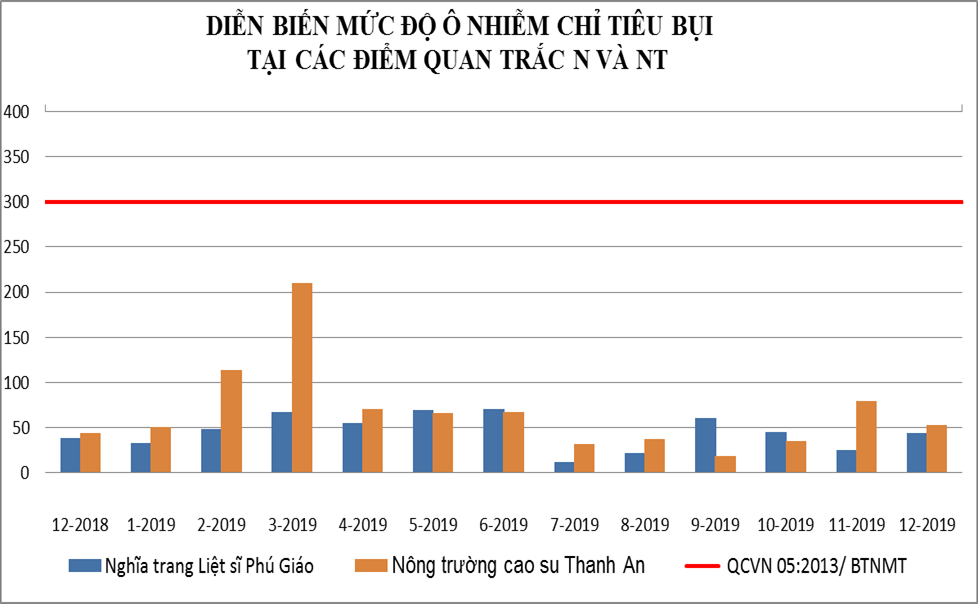 DIỄN BIẾN MỨC ĐỘ Ô NHIỄM CHỈ TIÊU BỤI
TẠI CÁC ĐIỂM QUAN TRẮC N VÀ NT
400
350
300
250
200
150
100
50
0
12-2018 1-2019 2-2019 3-2019 4-2019 5-2019 6-2019 7-2019 8-2019 9-2019 10-2019 11-2019 12-2019
Nghĩa trang Liệt sĩ Phú Giáo Nông trường cao su Thanh An QCVN 05:2013/ BTNMT